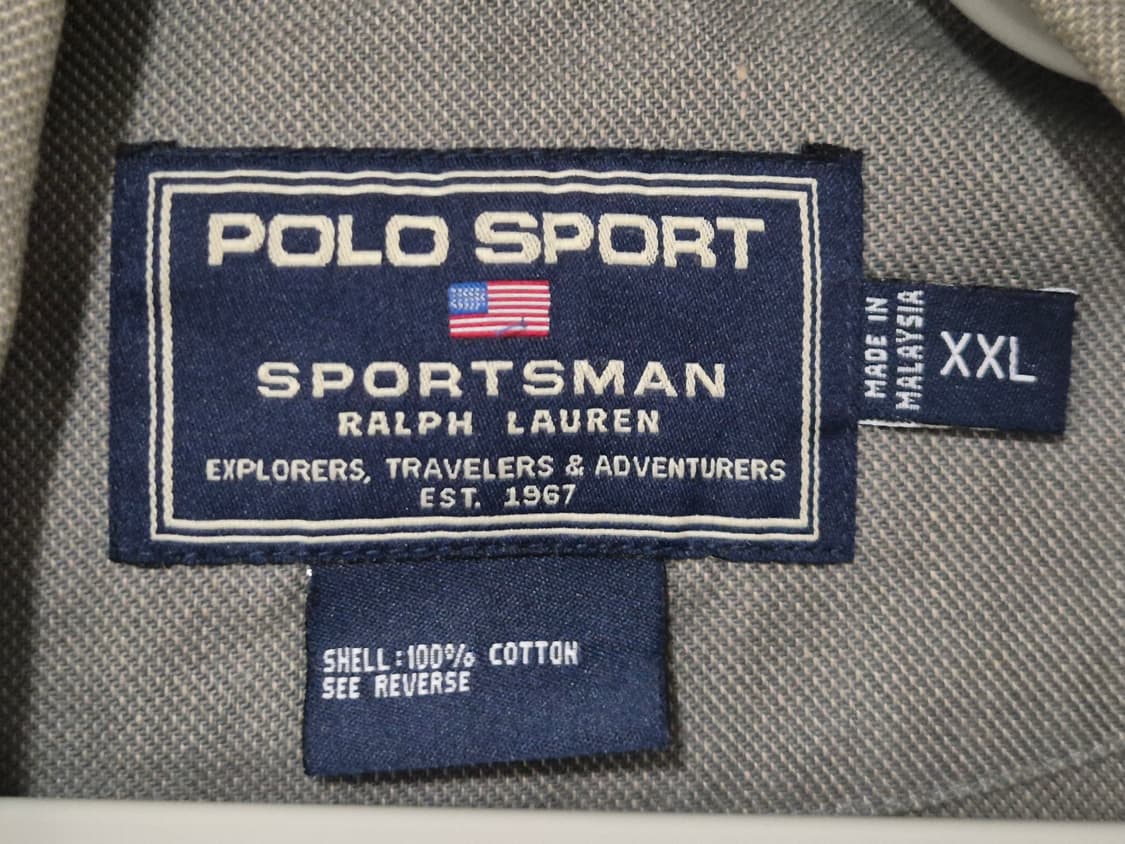 POLO SPORT
SPORTSMAN
RALPH LAUREN
EXPLORERS, TRAVELERS & ADVENTURERS
EST. 1967
MADE IN
MALAYSIA
XXL
SHELL:100% COTTON
SEE REVERSE